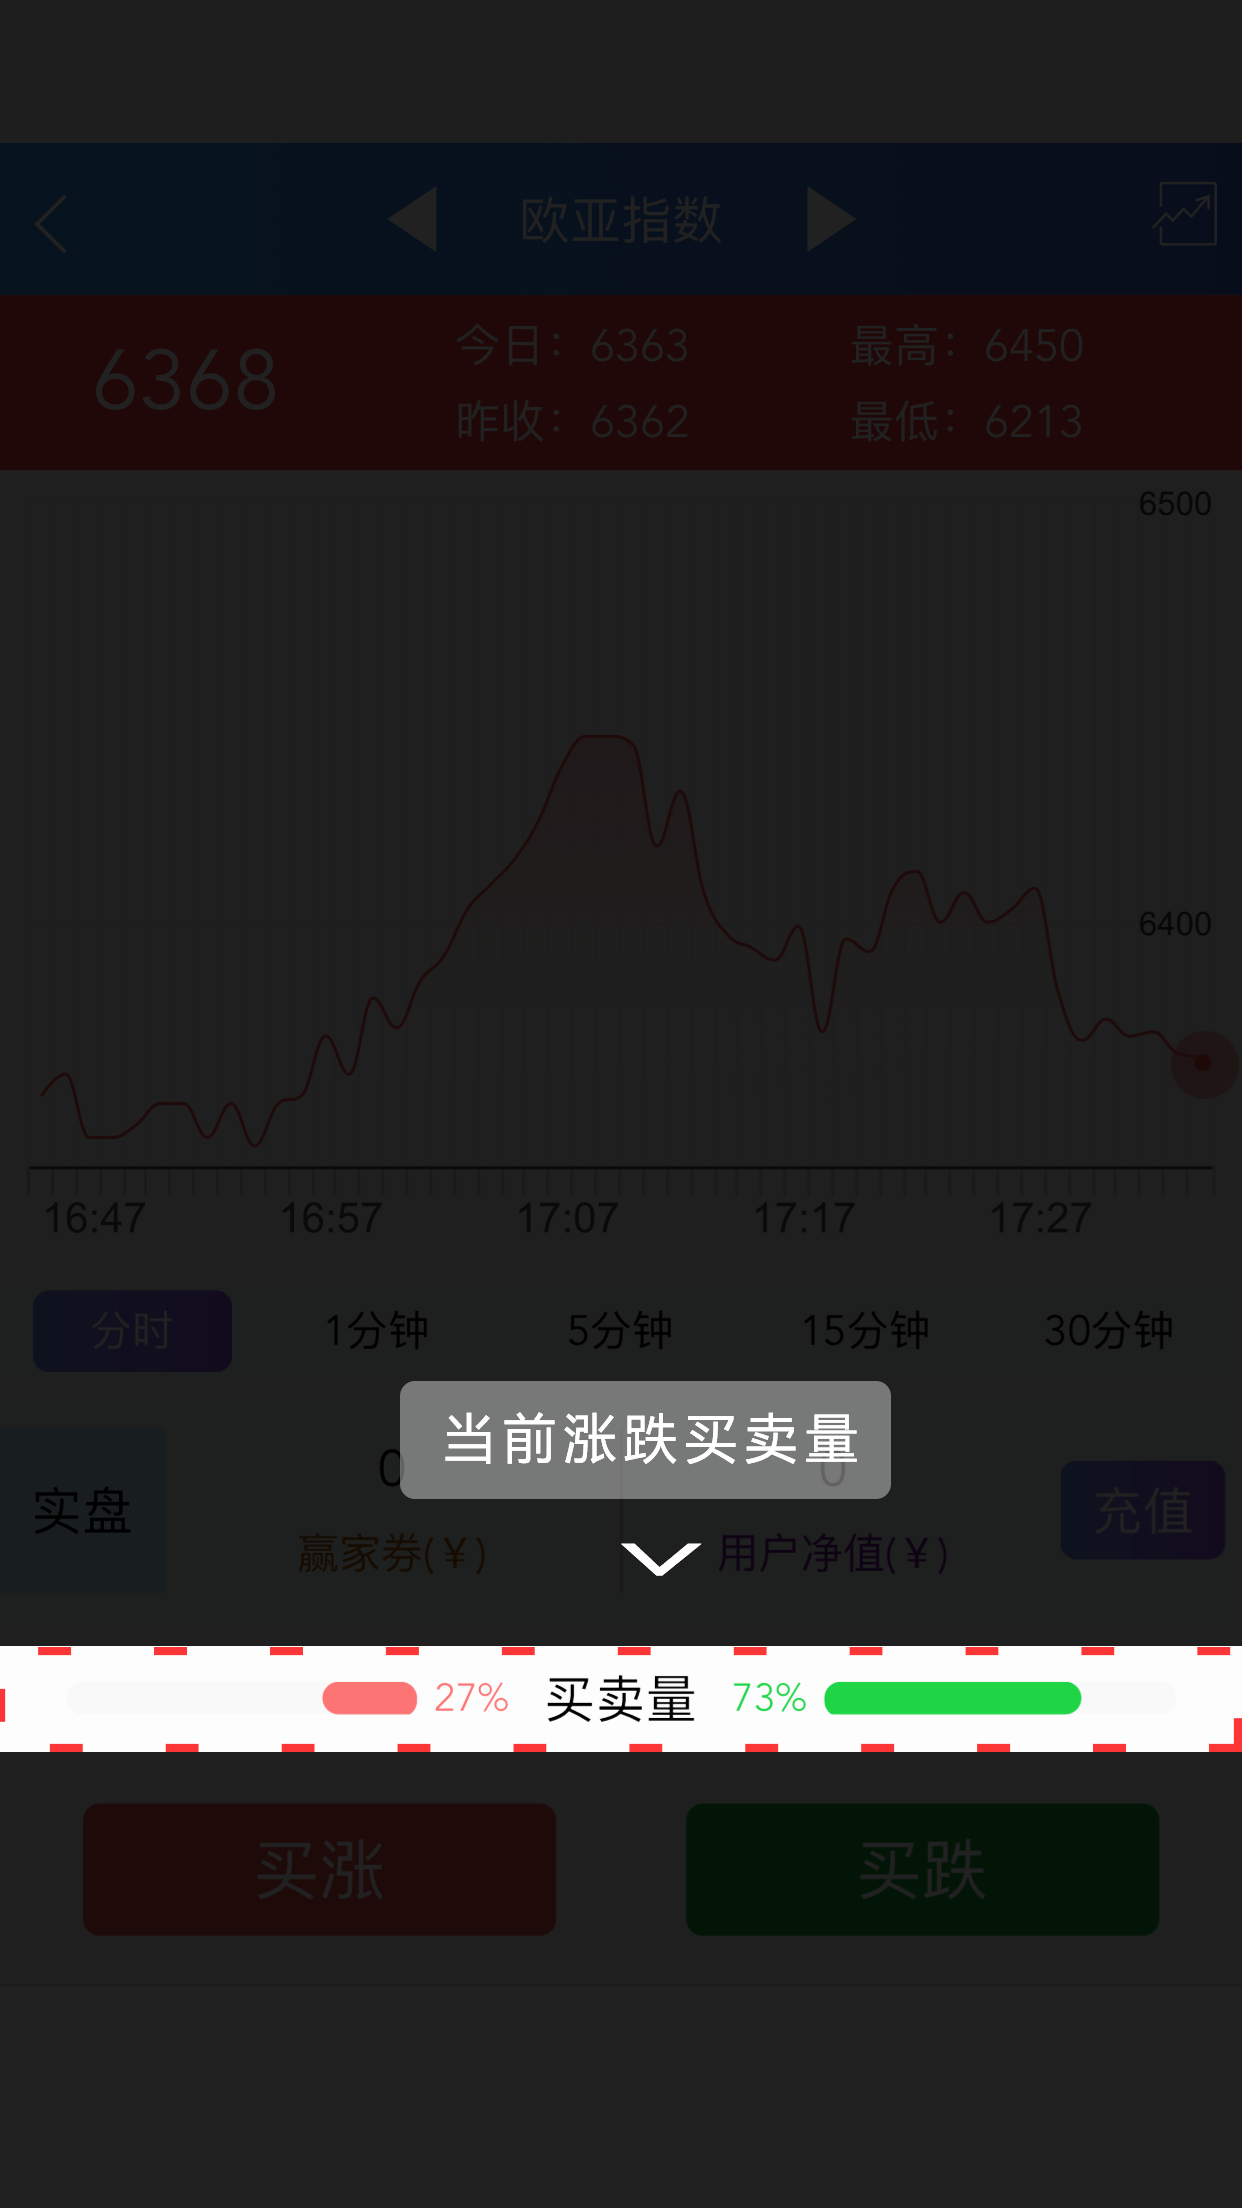 欧亚指数
6368
今日：6363
最高：6450
昨收：6362
最低：6213
6500
6400
16:47 16:57 17:07 17:17 17:27
分时 1分钟 5分钟 15分钟 30分钟
当前涨跌买卖量
0 0
实盘
充值
赢家券(¥) 用户净值(¥)
27% 买卖量 73%
买涨 买跌